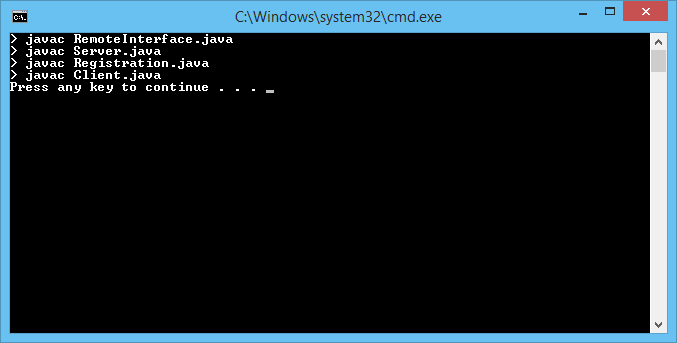 C:\Windows\system32\cmd.exe
> javac RemoteInterface.java
> javac Server.java
> javac Registration.java
> javac Client.java
Press any key to continue . . . _